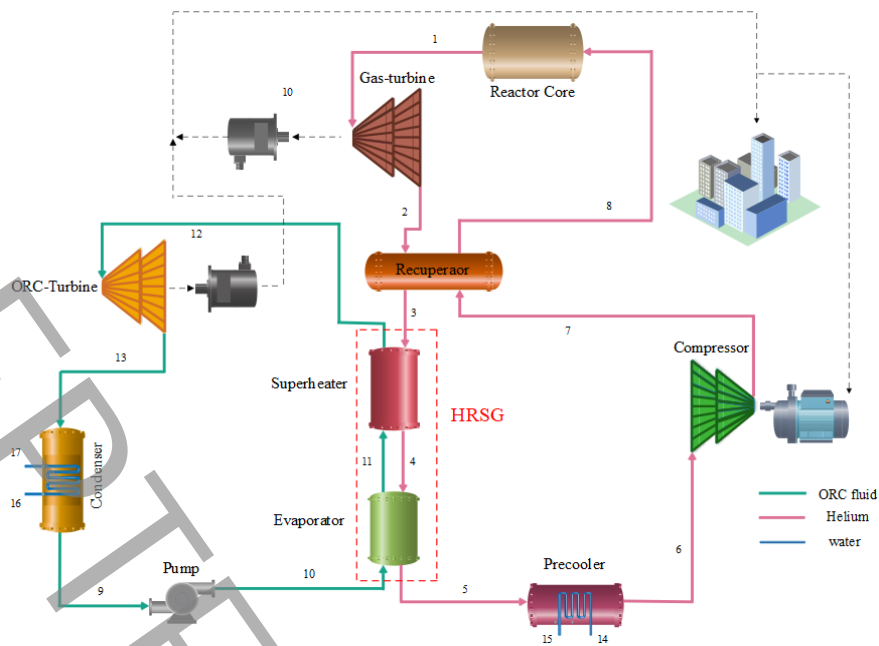 1
Gas-turbine
Reactor Core
10
2
8
12
Recuperaor
ORC-Turbine
3
7
13
Compressor
Superheater
HRSG
17
11
4
16
Condenser
ORC fluid
Evaporator
Helium
water
6
Pump
Precooler
10
9
5
15
14